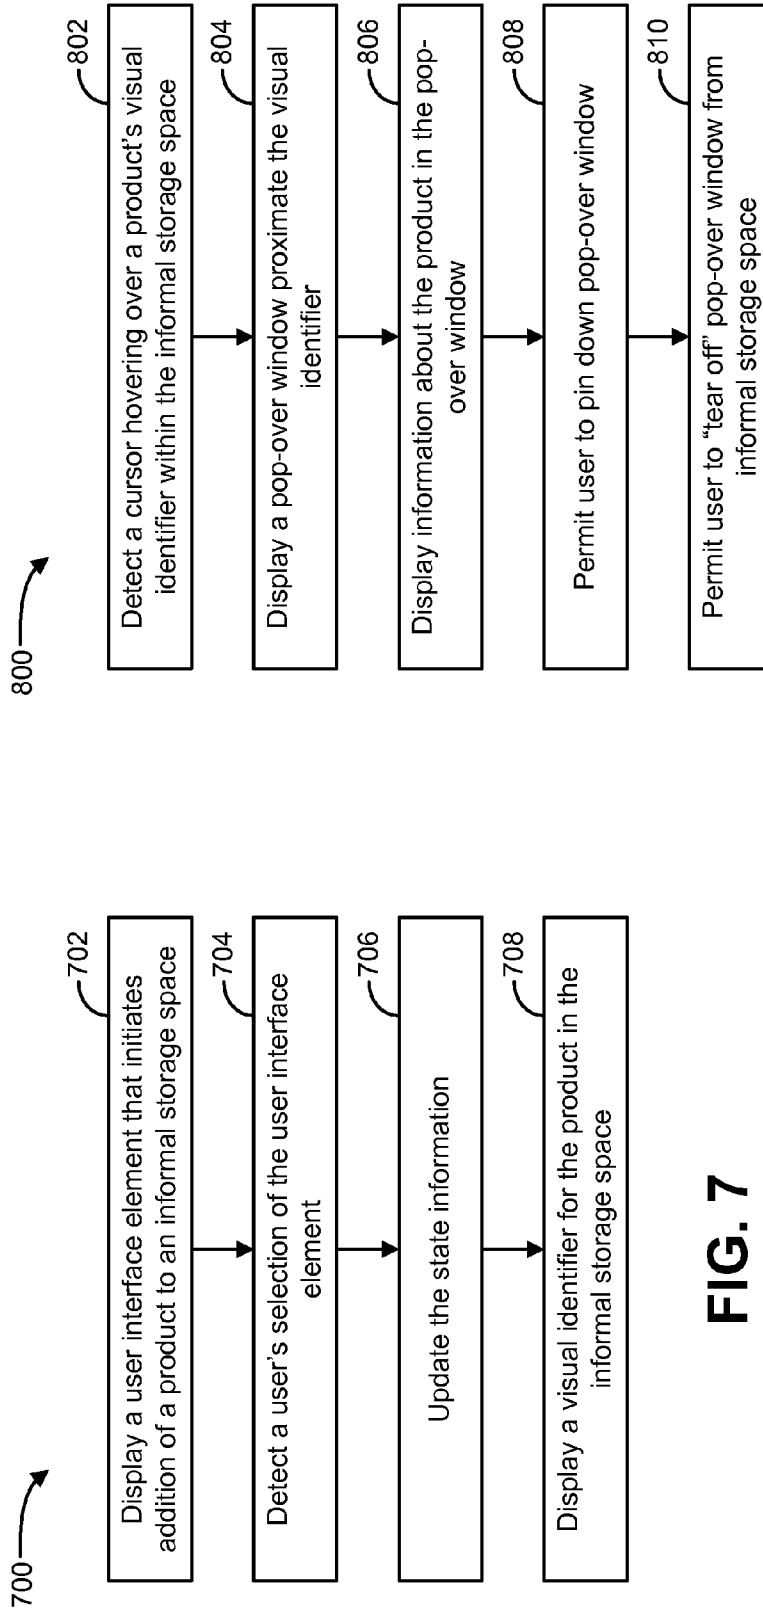 700
702
Display a user interface element that initiates
addition of a product to an informal storage space
704
Detect a user's selection of the user interface
element
706
Update the state information
708
Display a visual identifier for the product in the
informal storage space
FIG. 7
800
802
Detect a cursor hovering over a product's visual
identifier within the informal storage space
804
Display a pop-over window proximate the visual
identifier
806
Display information about the product in the pop-
over window
808
Permit user to pin down pop-over window
810
Permit user to “tear off” pop-over window from
informal storage space